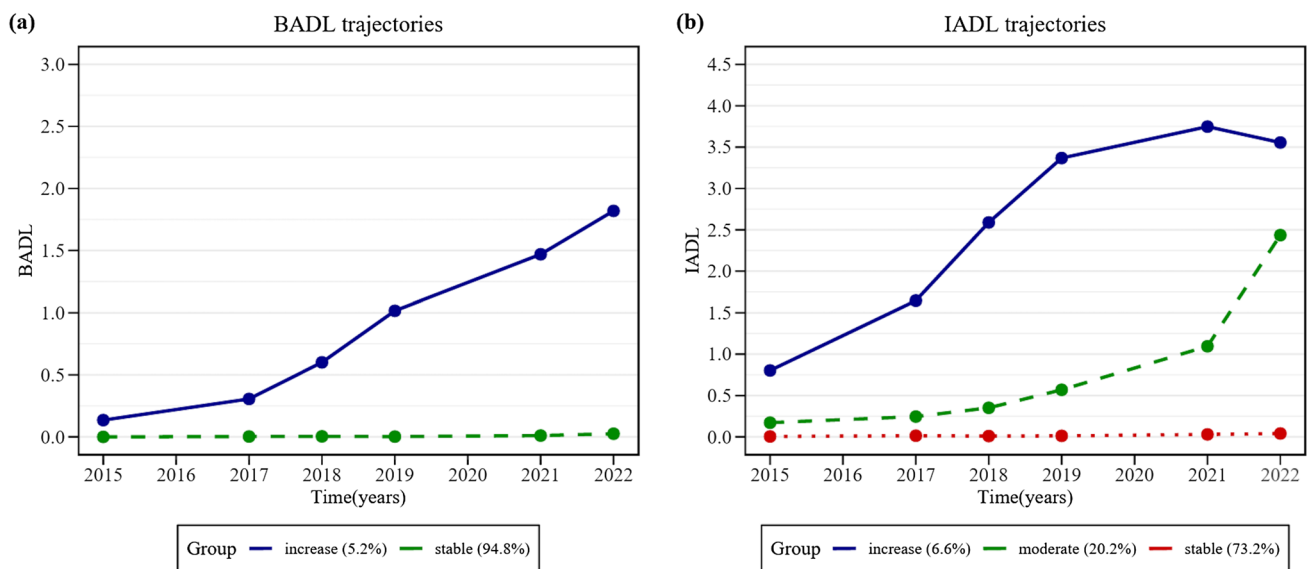 (a)
BADL trajectories
BADL
3.0
2.5
2.0
1.5
1.0
0.5
0.0
2015 2016 2017 2018 2019 2020 2021 2022
Time(years)
Group increase (5.2%) stable (94.8%)
(b)
IADL trajectories
IADL
4.5
4.0
3.5
3.0
2.5
2.0
1.5
1.0
0.5
0.0
2015 2016 2017 2018 2019 2020 2021 2022
Time(years)
Group increase (6.6%) moderate (20.2%) stable (73.2%)